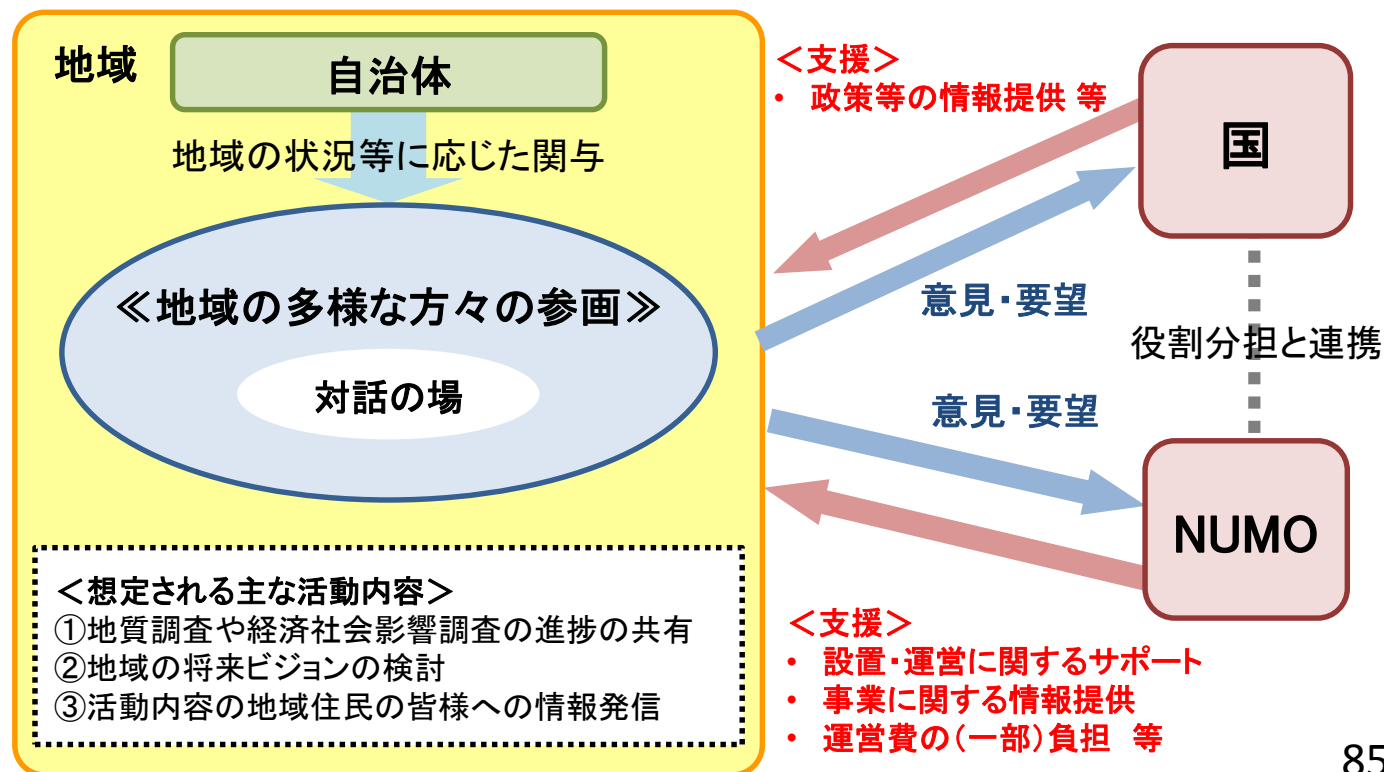 地域
自治体
地域の状況等に応じた関与
≪地域の多様な方々の参画≫
対話の場
＜想定される主な活動内容＞
①地質調査や経済社会影響調査の進捗の共有
②地域の将来ビジョンの検討
③活動内容の地域住民の皆様への情報発信
＜支援＞
・ 政策等の情報提供 等
国
意見・要望
役割分担と連携
意見・要望
NUMO
＜支援＞
・ 設置・運営に関するサポート
・ 事業に関する情報提供
・ 運営費の（一部）負担 等
85